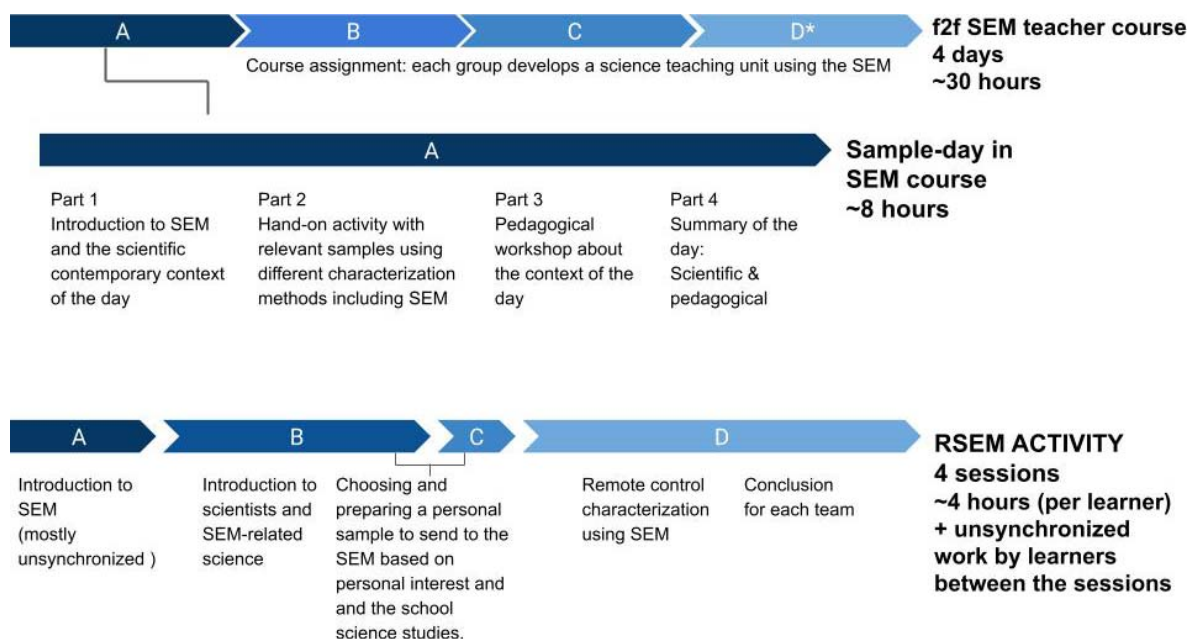 A
B
C
D*
f2f SEM teacher course
4 days
~30 hours
Course assignment: each group develops a science teaching unit using the SEM
A
Sample-day in
SEM course
~8 hours
Part 1
Introduction to SEM
and the scientific
contemporary context
of the day
Part 2
Hand-on activity with
relevant samples using
different characterization
methods including SEM
Part 3
Pedagogical
workshop about
the context of the
day
Part 4
Summary of the
day:
Scientific &
pedagogical
A
B
C
D
RSEM ACTIVITY
4 sessions
~4 hours (per learner)
+ unsynchronized
work by learners
between the sessions
Introduction to
SEM
(mostly
unsynchronized )
Introduction to
scientists and
SEM-related
science
Choosing and
preparing a personal
sample to send to the
SEM based on
personal interest and
and the school
science studies.
Remote control
characterization
using SEM
Conclusion
for each team